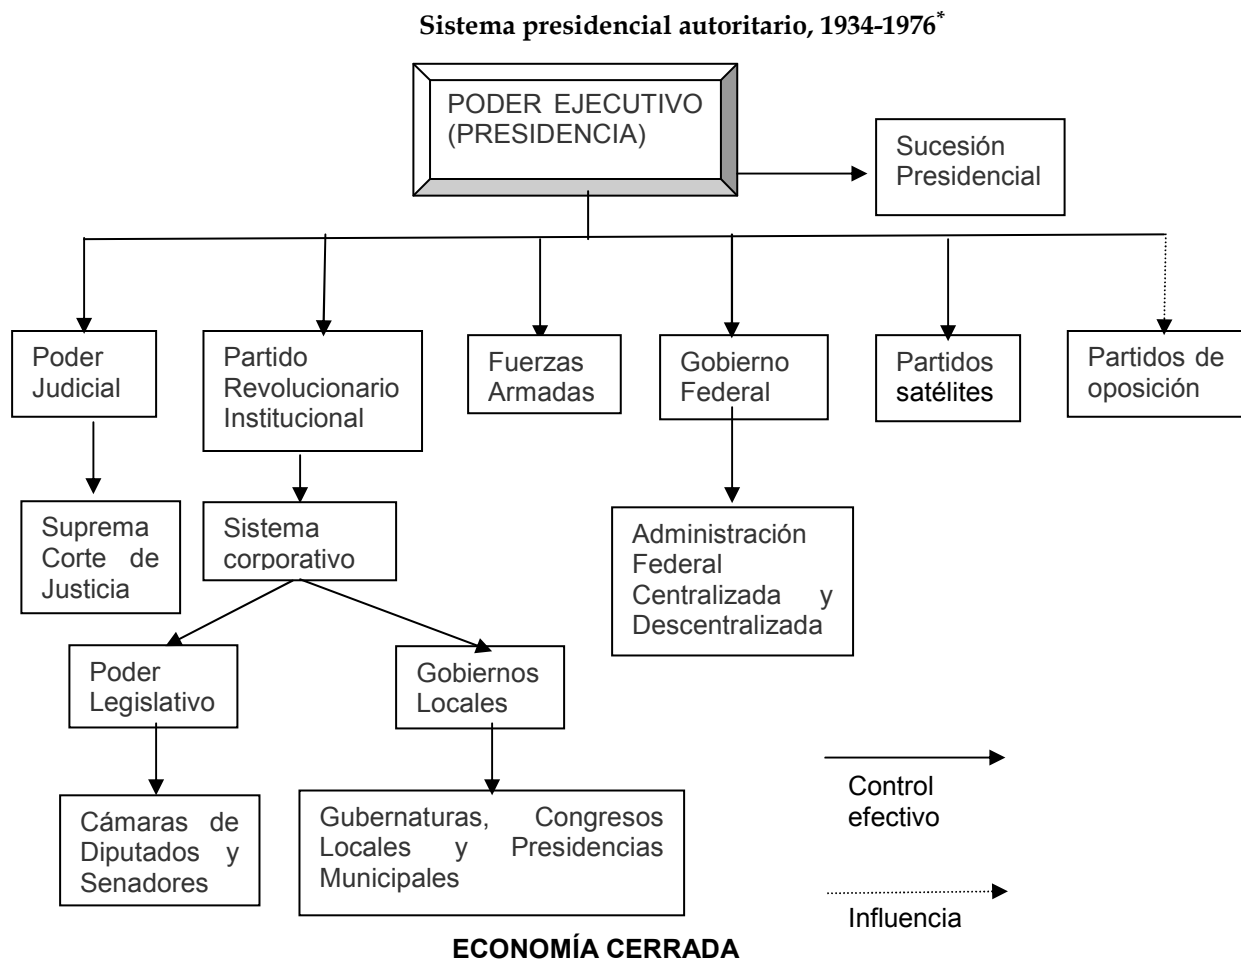 Sistema presidencial autoritario, 1934-1976*
PODER EJECUTIVO
(PRESIDENCIA)
Sucesión
Presidencial
Poder
Judicial
Partido
Revolucionario
Institucional
Fuerzas
Armadas
Gobierno
Federal
Partidos
satélites
Partidos de
oposición
Suprema
Corte de
Justicia
Sistema
corporativo
Administración
Federal
Centralizada y
Descentralizada
Poder
Legislativo
Gobiernos
Locales
Cámaras de
Diputados y
Senadores
Gubernaturas, Congresos
Locales y Presidencias
Municipales
Control
efectivo
Influencia
ECONOMÍA CERRADA